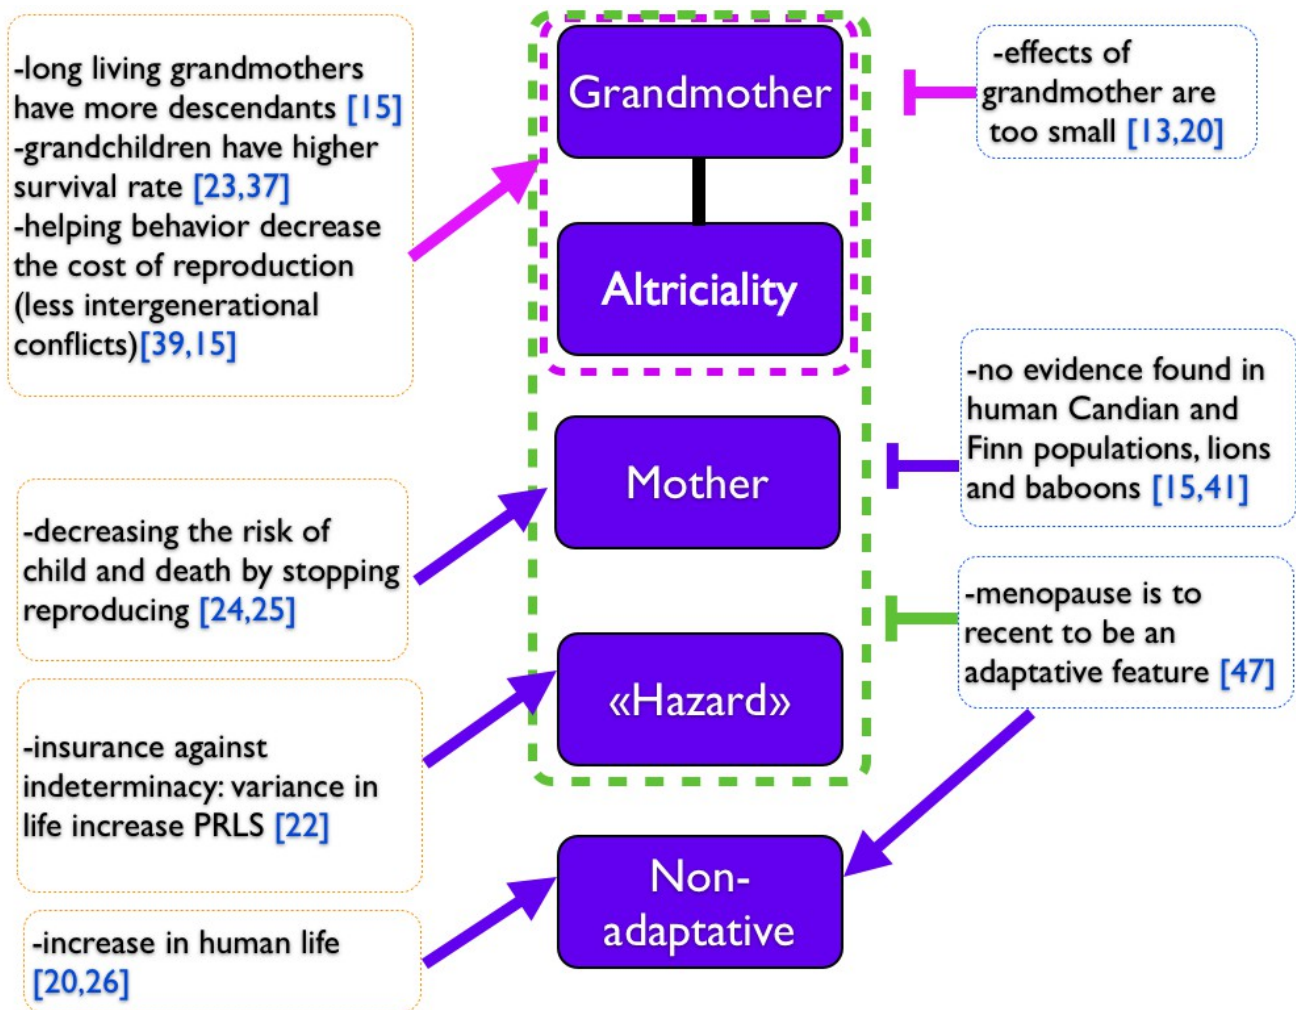 -long living grandmothers
have more descendants [15]
-grandchildren have higher
survival rate [23,37]
-helping behavior decrease
the cost of reproduction
(less intergenerational
conflicts)[39,15]
Grandmother
-effects of
grandmother are
too small [13,20]
Altriciality
Mother
-no evidence found in
human Candian and
Finn populations, lions
and baboons [15,41]
-decreasing the risk of
child and death by stopping
reproducing [24,25]
«Hazard»
-menopause is to
recent to be an
adaptative feature [47]
-insurance against
indeterminacy: variance in
life increase PRLS [22]
Non-
adaptative
-increase in human life
[20,26]